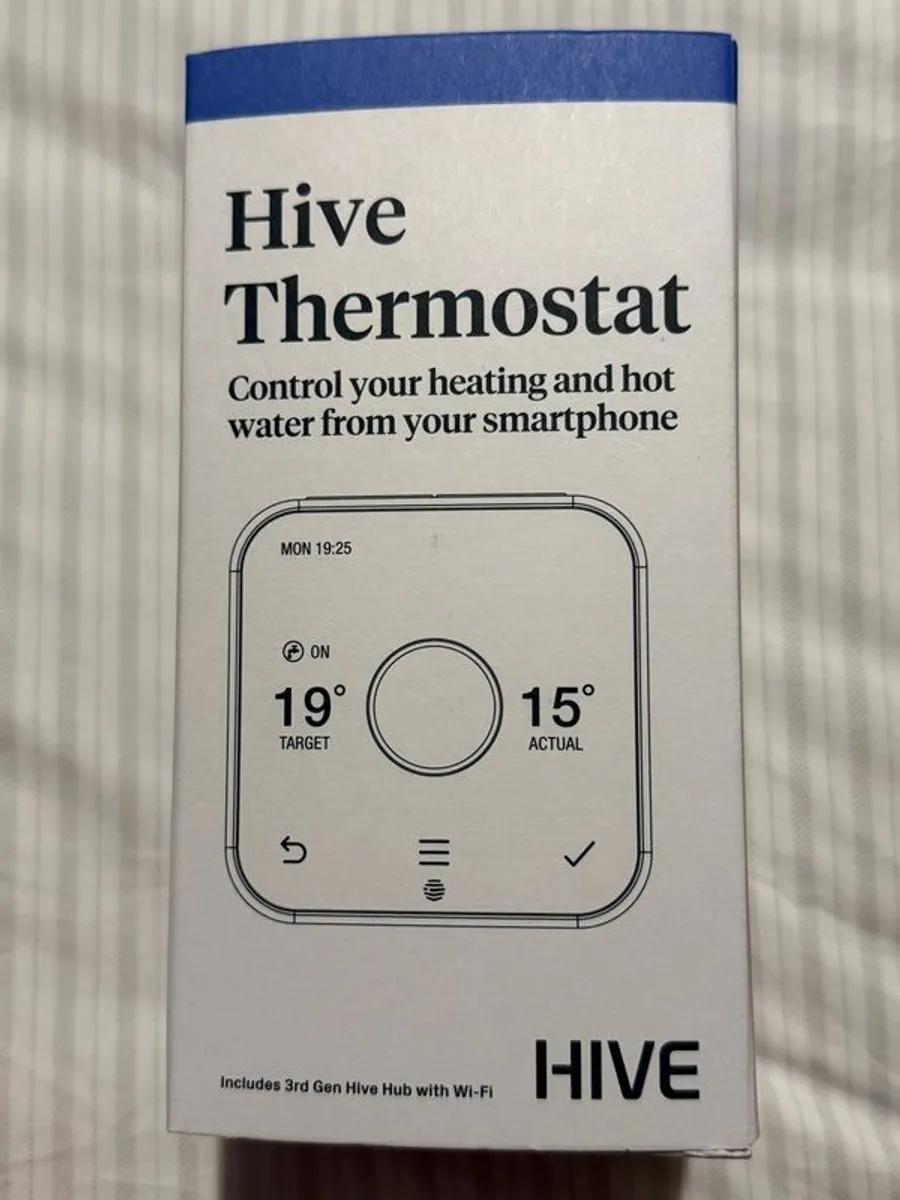 Hive
Thermostat
Control your heating and hot
water from your smartphone
MON 19:25
ON
19° 15°
TARGET ACTUAL
Includes 3rd Gen Hive Hub with Wi-Fi
HIVE